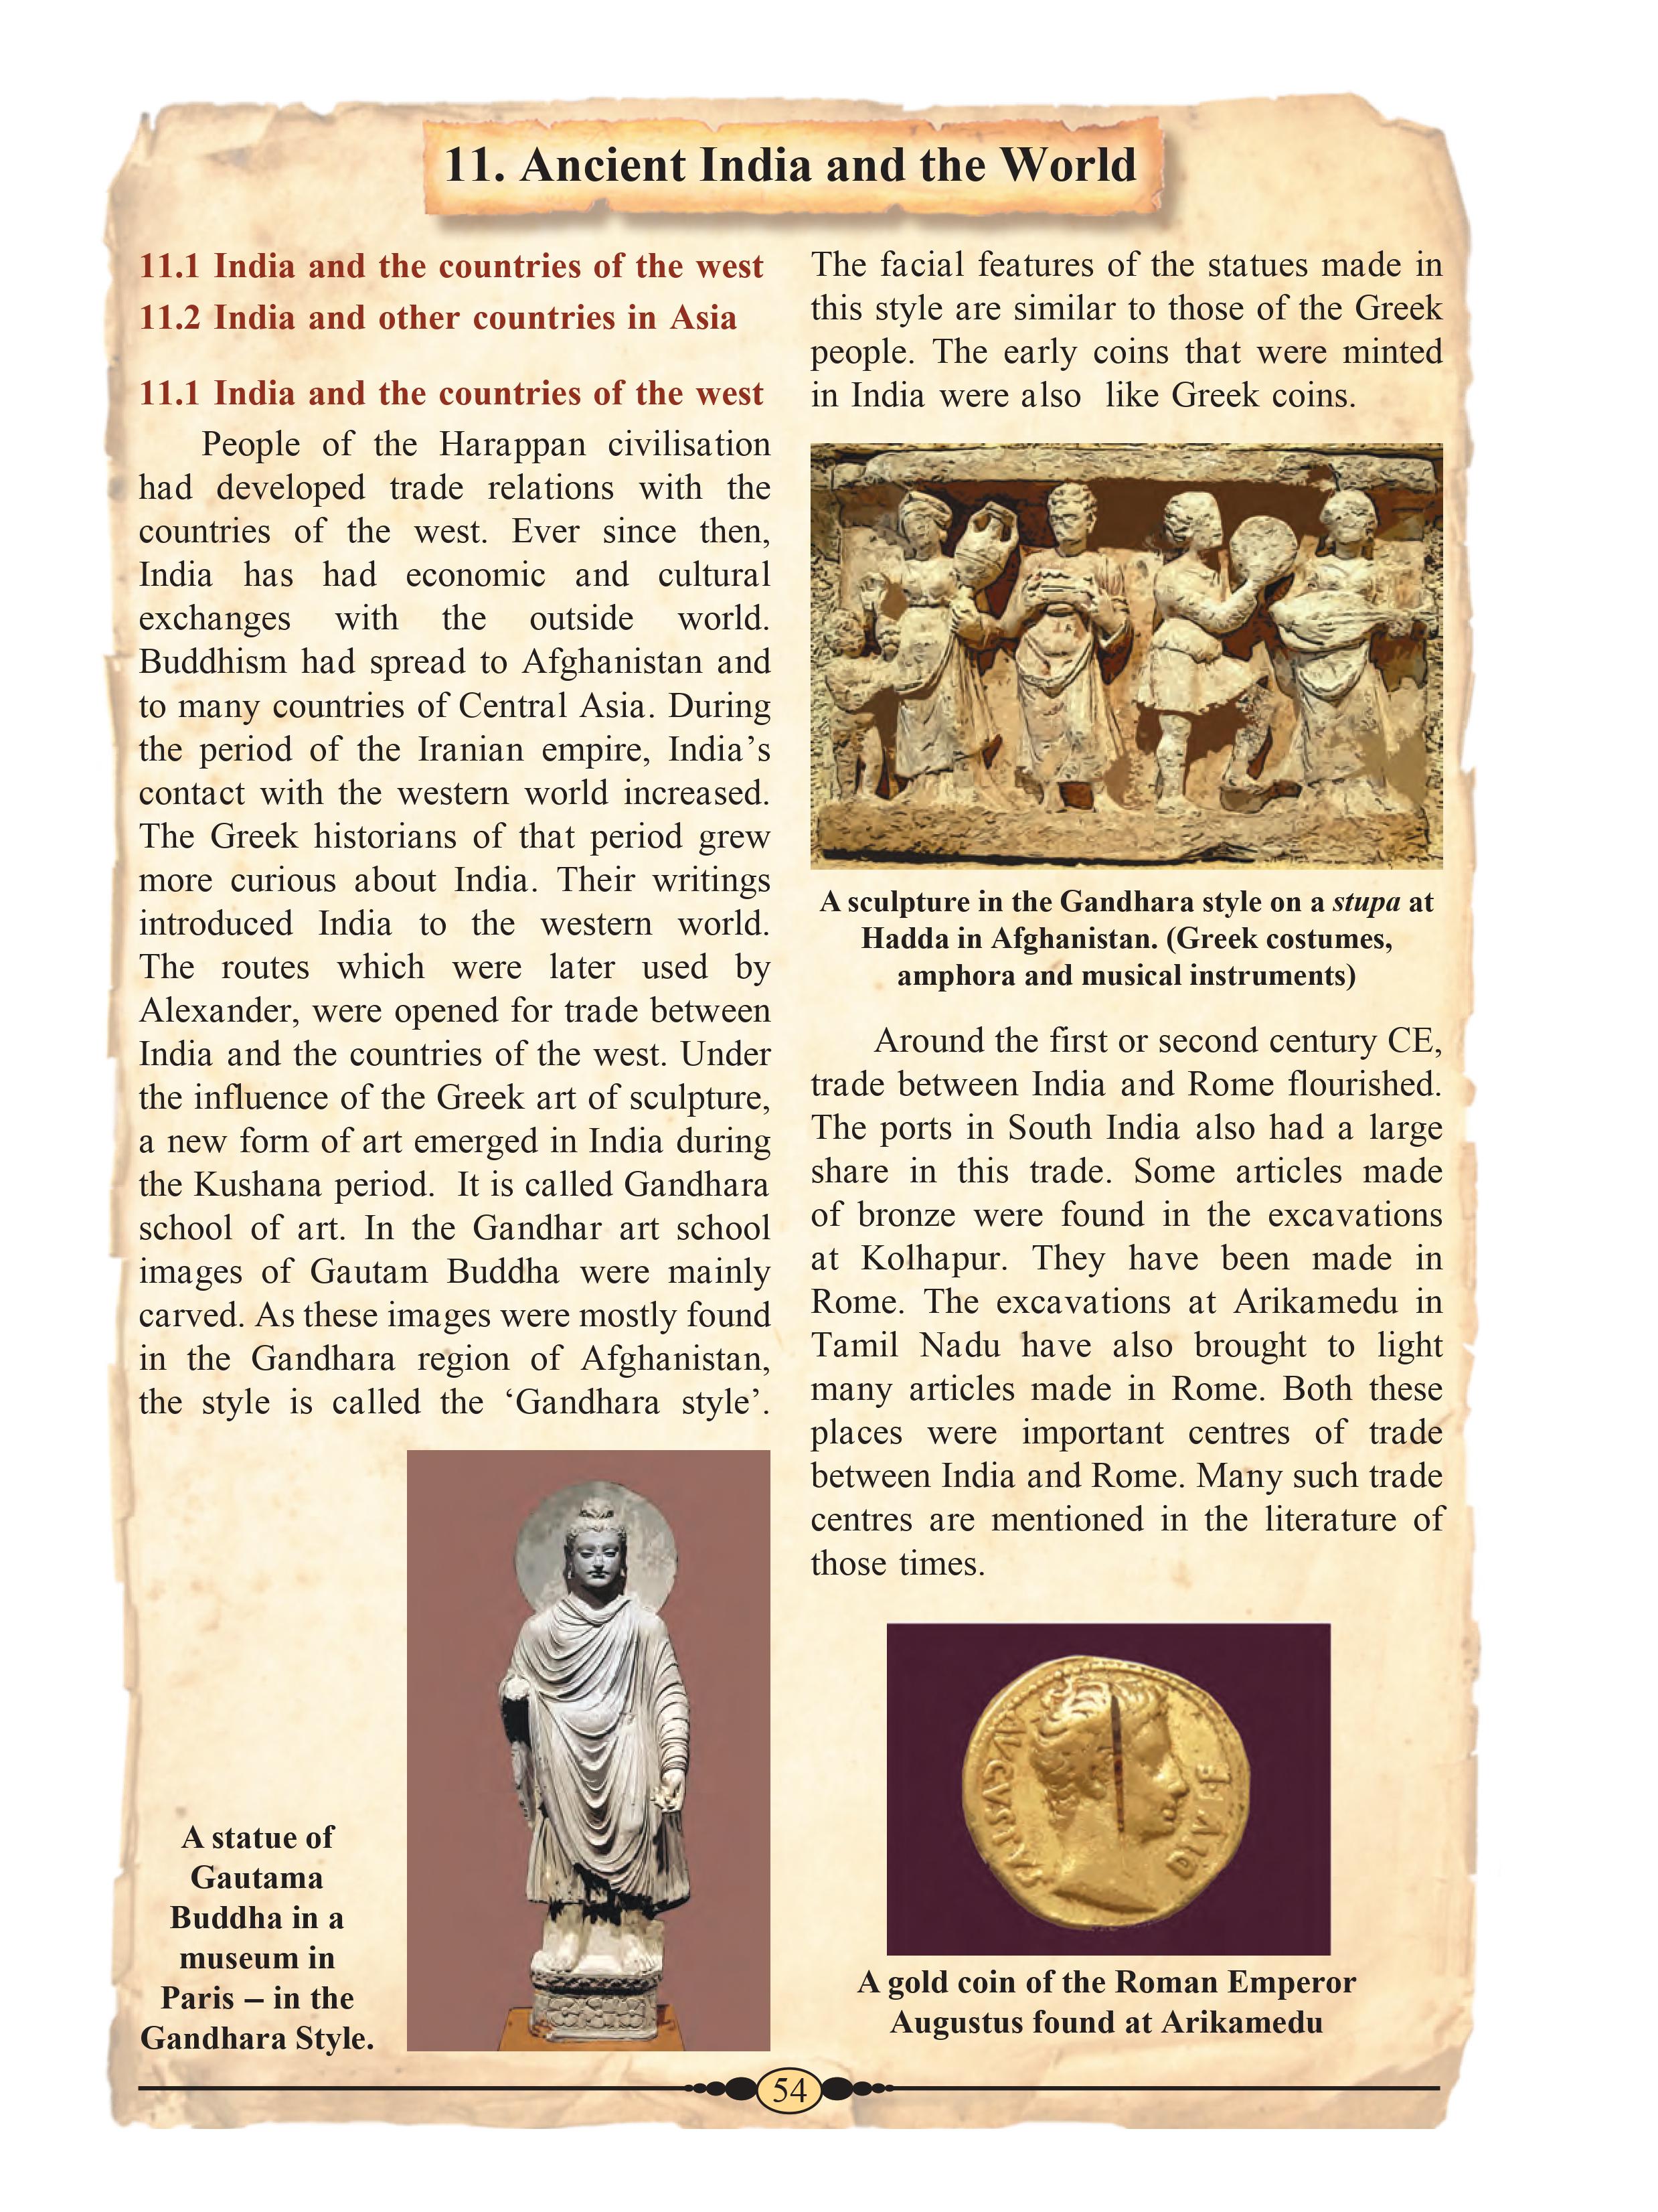 11. Ancient India and the World
11.1 India and the countries of the west
11.2 India and other countries in Asia
11.1 India and the countries of the west
People of the Harappan civilisation
had developed trade relations with the
countries of the west. Ever since then,
India has had economic and cultural
exchanges with the outside world.
Buddhism had spread to Afghanistan and
to many countries of Central Asia. During
the period of the Iranian empire, India’s
contact with the western world increased.
The Greek historians of that period grew
more curious about India. Their writings
introduced India to the western world.
The routes which were later used by
Alexander, were opened for trade between
India and the countries of the west. Under
the influence of the Greek art of sculpture,
a new form of art emerged in India during
the Kushana period. It is called Gandhara
school of art. In the Gandhar art school
images of Gautam Buddha were mainly
carved. As these images were mostly found
in the Gandhara region of Afghanistan,
the style is called the ‘Gandhara style’.
A statue of
Gautama
Buddha in a
museum in
Paris – in the
Gandhara Style.
The facial features of the statues made in
this style are similar to those of the Greek
people. The early coins that were minted
in India were also like Greek coins.
A sculpture in the Gandhara style on a stupa at
Hadda in Afghanistan. (Greek costumes,
amphora and musical instruments)
Around the first or second century CE,
trade between India and Rome flourished.
The ports in South India also had a large
share in this trade. Some articles made
of bronze were found in the excavations
at Kolhapur. They have been made in
Rome. The excavations at Arikamedu in
Tamil Nadu have also brought to light
many articles made in Rome. Both these
places were important centres of trade
between India and Rome. Many such trade
centres are mentioned in the literature of
those times.
AVGVSTVS
DIVI F
A gold coin of the Roman Emperor
Augustus found at Arikamedu
54